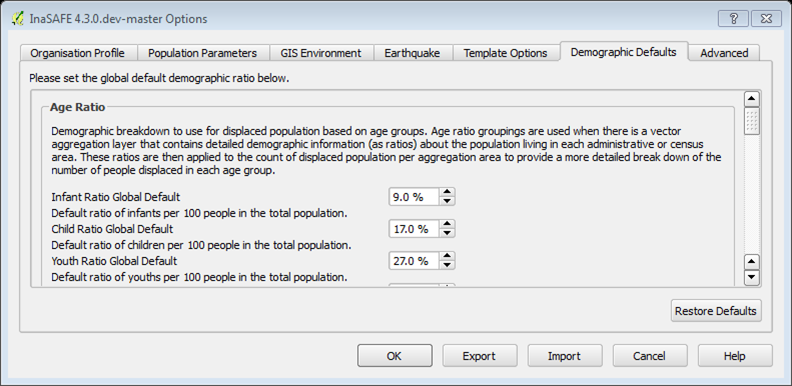 InaSAFE 4.3.0.dev-master Options
Organisation Profile
Population Parameters
GIS Environment
Earthquake
Template Options
Demographic Defaults
Advanced
Please set the global default demographic ratio below.
Age Ratio
Demographic breakdown to use for displaced population based on age groups. Age ratio groupings are used when there is a vector
aggregation layer that contains detailed demographic information (as ratios) about the population living in each administrative or census
area. These ratios are then applied to the count of displaced population per aggregation area to provide a more detailed break down of the
number of people displaced in each age group.
Infant Ratio Global Default 9.0 %
Default ratio of infants per 100 people in the total population.
Child Ratio Global Default 17.0 %
Default ratio of children per 100 people in the total population.
Youth Ratio Global Default 27.0 %
Default ratio of youths per 100 people in the total population.
Restore Defaults
OK
Export
Import
Cancel
Help